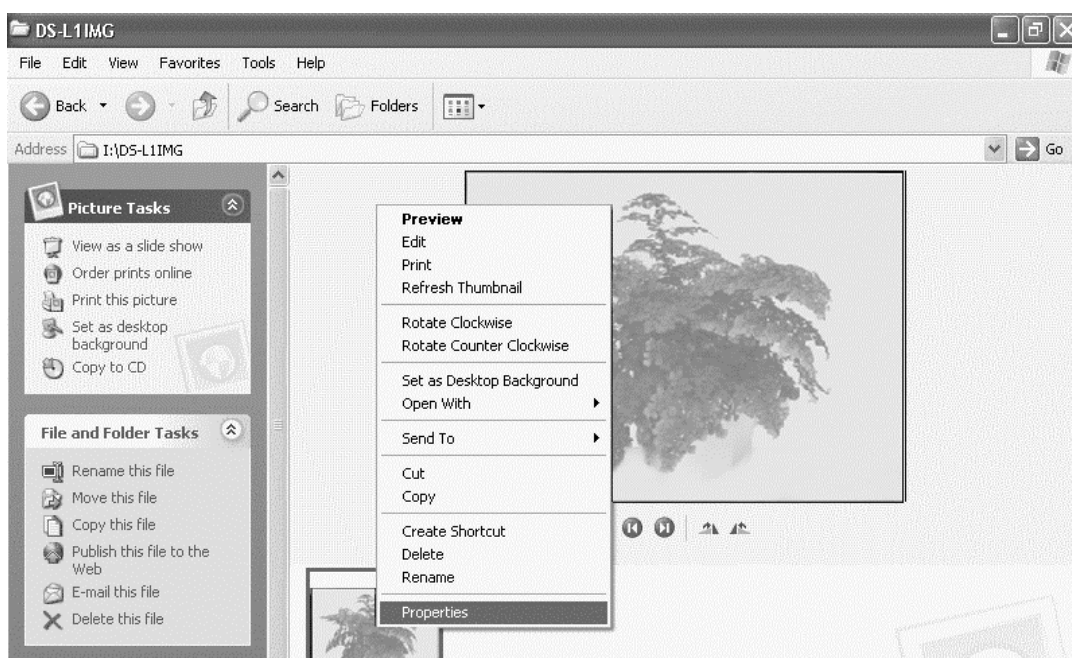 DS-L1IMG
File Edit View Favorites Tools Help
Back Search Folders
Address I:\DS-L1IMG Go
Picture Tasks
View as a slide show
Order prints online
Print this picture
Set as desktop
background
Copy to CD
File and Folder Tasks
Rename this file
Move this file
Copy this file
Publish this file to the
Web
E-mail this file
Delete this file
Preview
Edit
Print
Refresh Thumbnail
Rotate Clockwise
Rotate Counter Clockwise
Set as Desktop Background
Open With
Send To
Cut
Copy
Create Shortcut
Delete
Rename
Properties